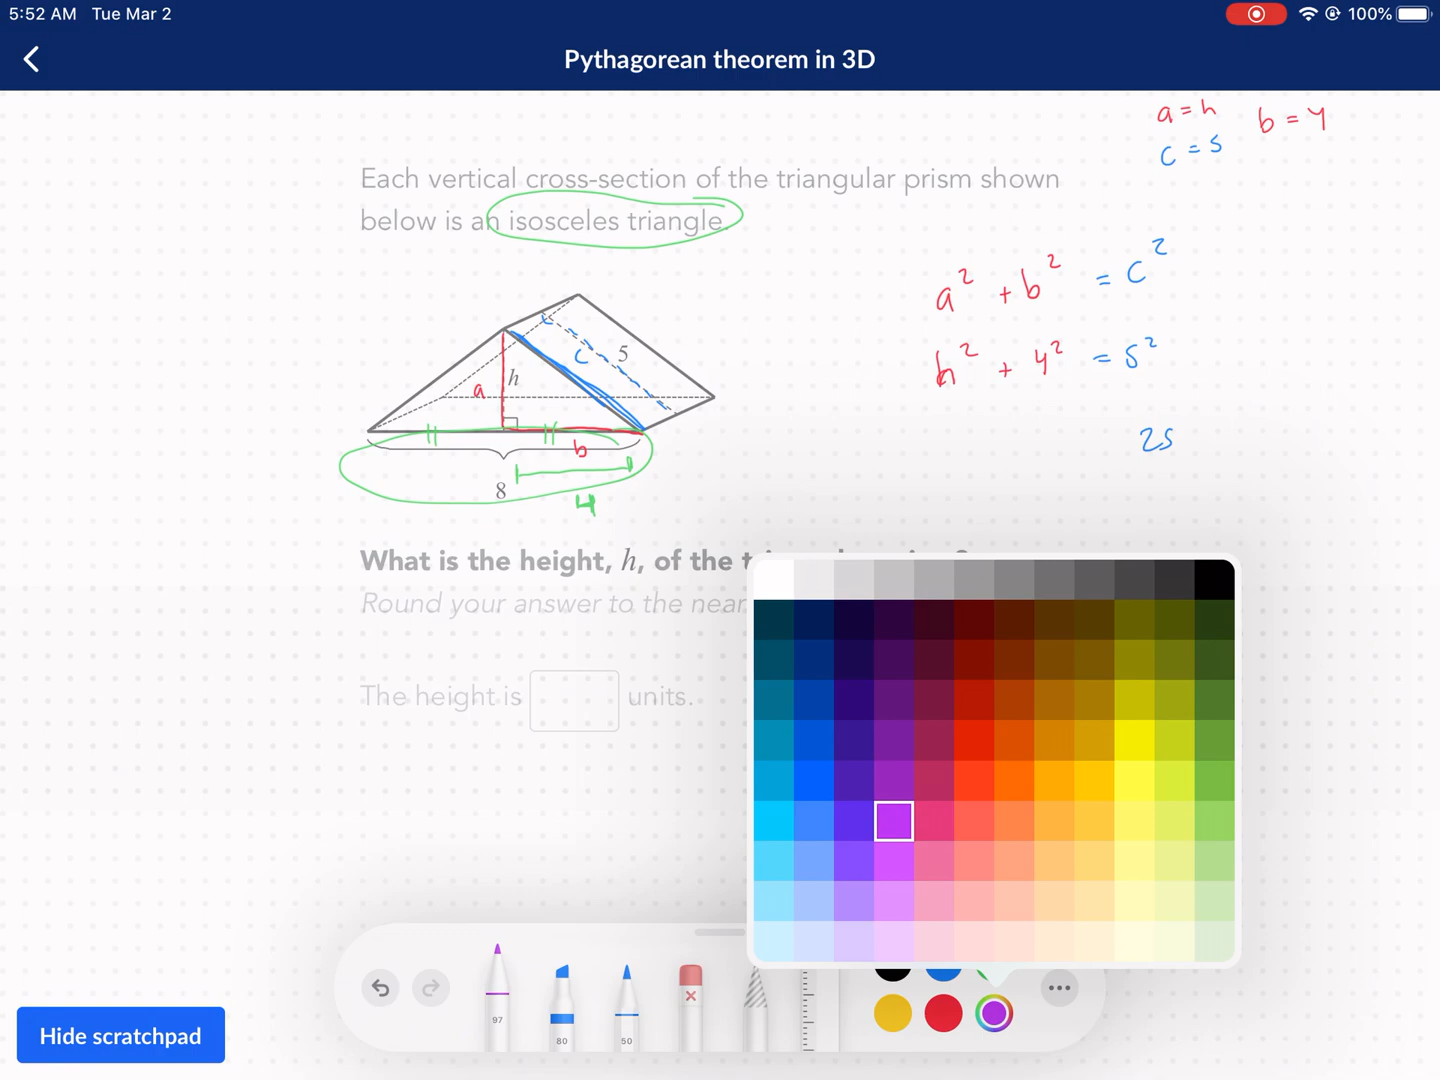 5:52 AM Tue Mar 2
100%
Pythagorean theorem in 3D
a = h b = 4
c = 5
Each vertical cross-section of the triangular prism shown
below is an isosceles triangle.
a² + b² = c²
h² + 4² = 5²
25
c 5
a h
b
8
4
What is the height, h, of the
Round your answer to the
The height is units.
97
80
50
Hide scratchpad